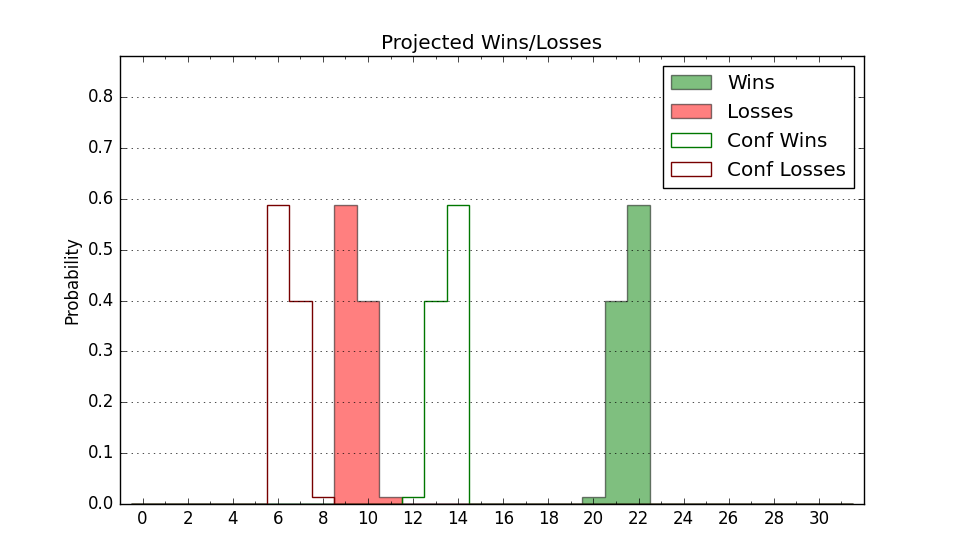 Projected Wins/Losses
Wins
Losses
Conf Wins
Conf Losses
Probability
0.8
0.7
0.6
0.5
0.4
0.3
0.2
0.1
0.0
0 2 4 6 8 10 12 14 16 18 20 22 24 26 28 30